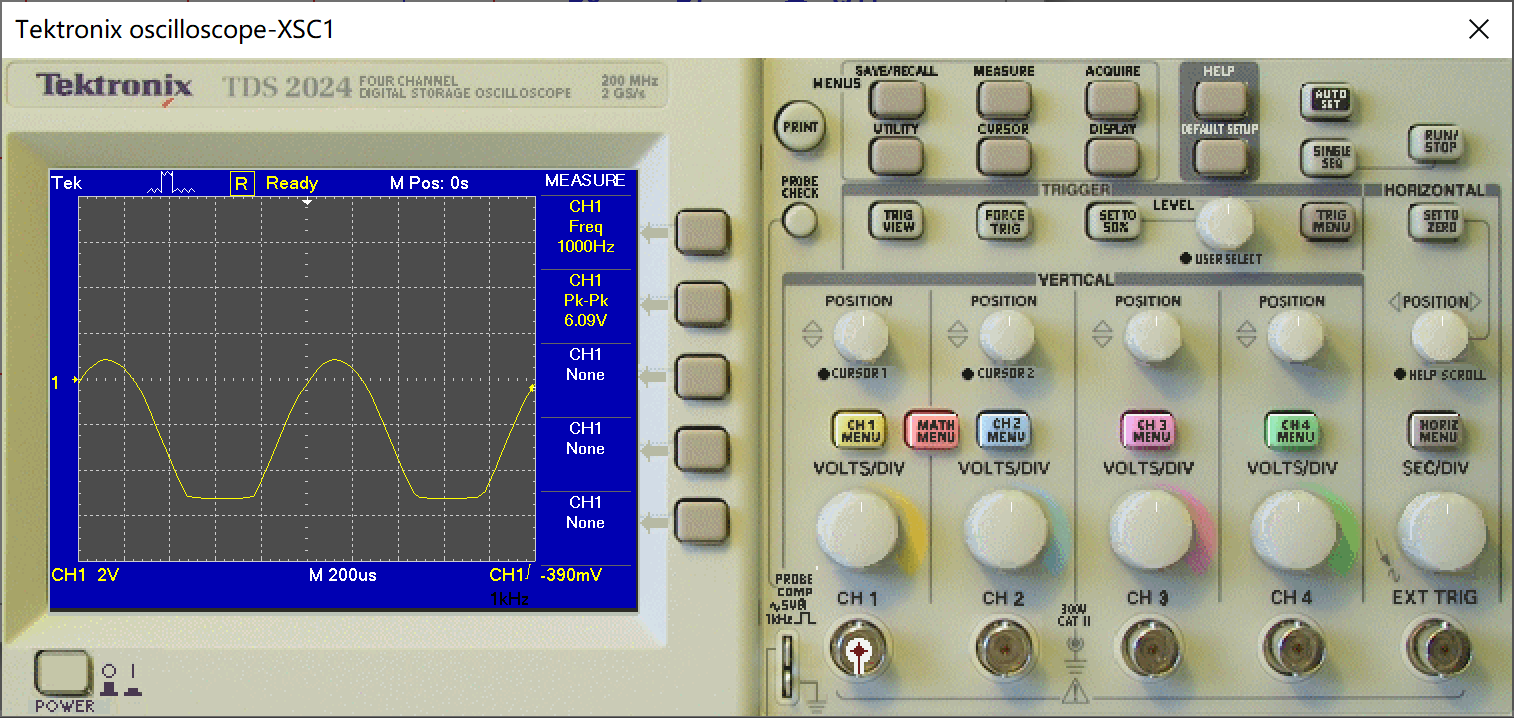 Tektronix oscilloscope-XSC1
Tektronix TDS 2024 FOUR CHANNEL
DIGITAL STORAGE OSCILLOSCOPE
200 MHz
2 GS/s
Tek
R
Ready
M Pos: 0s
MEASURE
CH1
Freq
1000Hz
CH1
Pk-Pk
6.09V
CH1
None
CH1
None
CH1
None
1
CH1 2V
M 200us
CH1
-390mV
1kHz
POWER
MENUS
SAVE/RECALL
MEASURE
ACQUIRE
HELP
PRINT
UTILITY
CURSOR
DISPLAY
DEFAULT SETUP
AUTO
SET
SINGLE
SEQ
RUN/
STOP
PROBE
CHECK
TRIGGER
HORIZONTAL
TRIG
VIEW
FORCE
TRIG
SET TO
50%
LEVEL
USER SELECT
TRIG
MENU
SET TO
ZERO
VERTICAL
POSITION
POSITION
POSITION
POSITION
POSITION
CURSOR 1
CURSOR 2
HELP SCROLL
CH 1
MENU
MATH
MENU
CH 2
MENU
CH 3
MENU
CH 4
MENU
HORIZ
MENU
VOLTS/DIV
VOLTS/DIV
VOLTS/DIV
VOLTS/DIV
SEC/DIV
PROBE
COMP
~5V@
1kHz
CH 1
CH 2
300V
CAT II
CH 3
CH 4
EXT TRIG